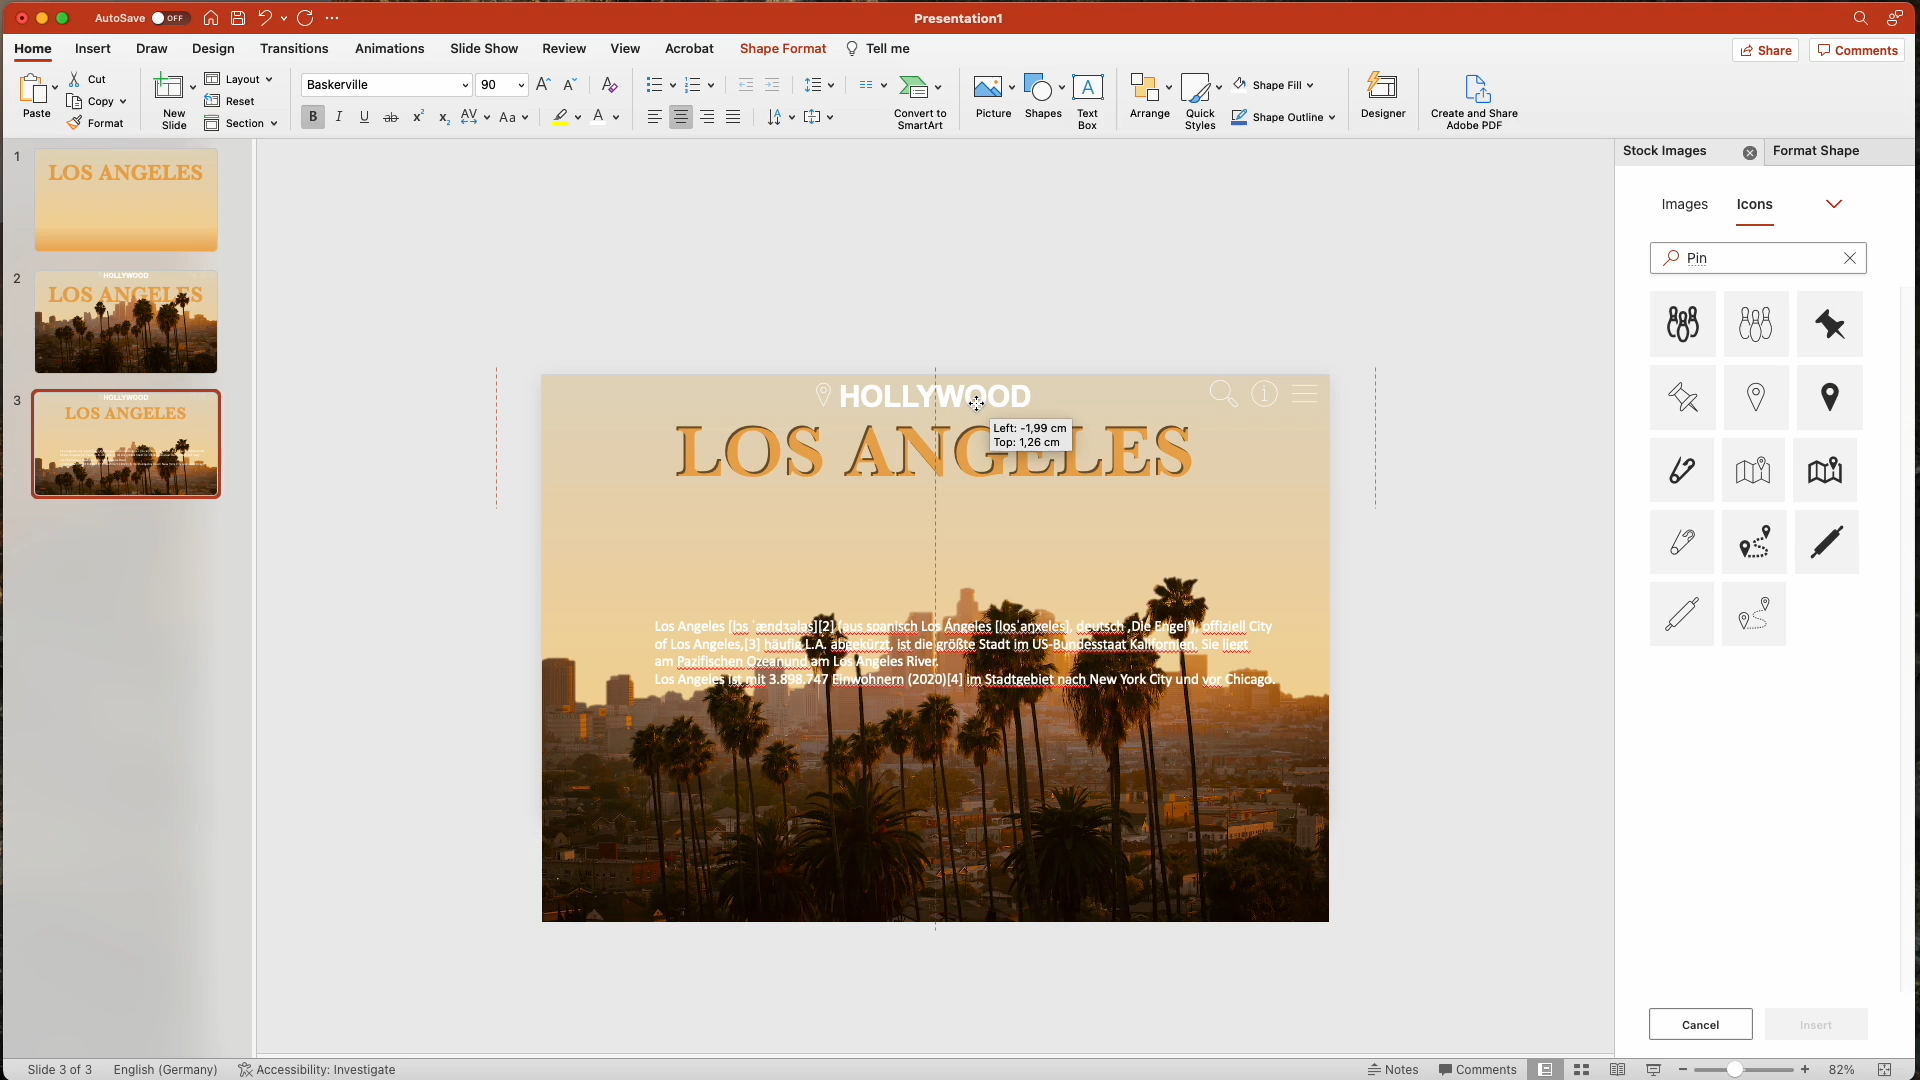 AutoSave OFF
Presentation1
Home Insert Draw Design Transitions Animations Slide Show Review View Acrobat Shape Format Tell me
Share Comments
Paste
Cut
Copy
Format
New Slide
Layout
Reset
Section
Baskerville 90
Convert to SmartArt
Picture
Shapes
Text Box
Arrange
Quick Styles
Shape Fill
Shape Outline
Designer
Create and Share Adobe PDF
1
LOS ANGELES
2
HOLLYWOOD
LOS ANGELES
3
HOLLYWOOD
LOS ANGELES
HOLLYWOOD
LOS ANGELES
Left: -1,99 cm
Top: 1,26 cm
Los Angeles [lɔs ˈændʒələs][2] (aus spanisch Los Ángeles [los ˈaŋxeles], deutsch ‚Die Engel'), offiziell City
of Los Angeles,[3] häufig L.A. abgekürzt, ist die größte Stadt im US-Bundesstaat Kalifornien. Sie liegt
am Pazifischen Ozeanund am Los Angeles River.
Los Angeles ist mit 3.898.747 Einwohnern (2020)[4] im Stadtgebiet nach New York City und vor Chicago.
Stock Images
Format Shape
Images Icons
Pin
Cancel
Insert
Slide 3 of 3 English (Germany) Accessibility: Investigate
Notes Comments 82%